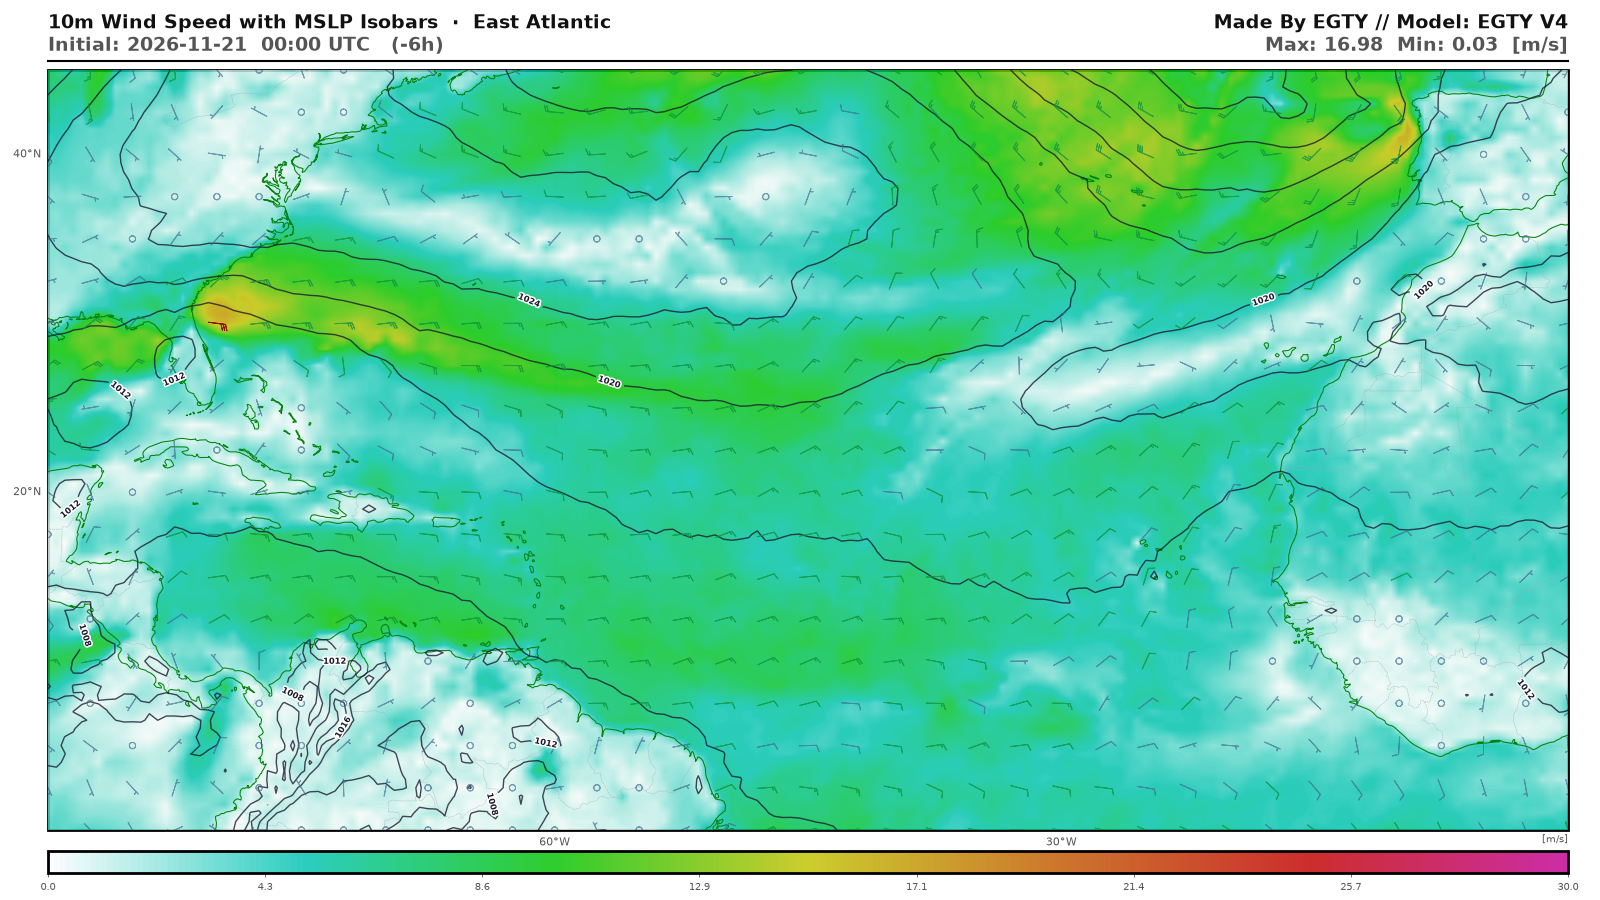 10m Wind Speed with MSLP Isobars · East Atlantic
Made By EGTY // Model: EGTY V4
Initial: 2026-11-21 00:00 UTC (-6h)
Max: 16.98 Min: 0.03 [m/s]
40°N
1024
1020
1020
1012
1012
1020
20°N
1012
1008
1012
1008
1016
1012
1012
1008
60°W
30°W
[m/s]
0.0
4.3
8.6
12.9
17.1
21.4
25.7
30.0